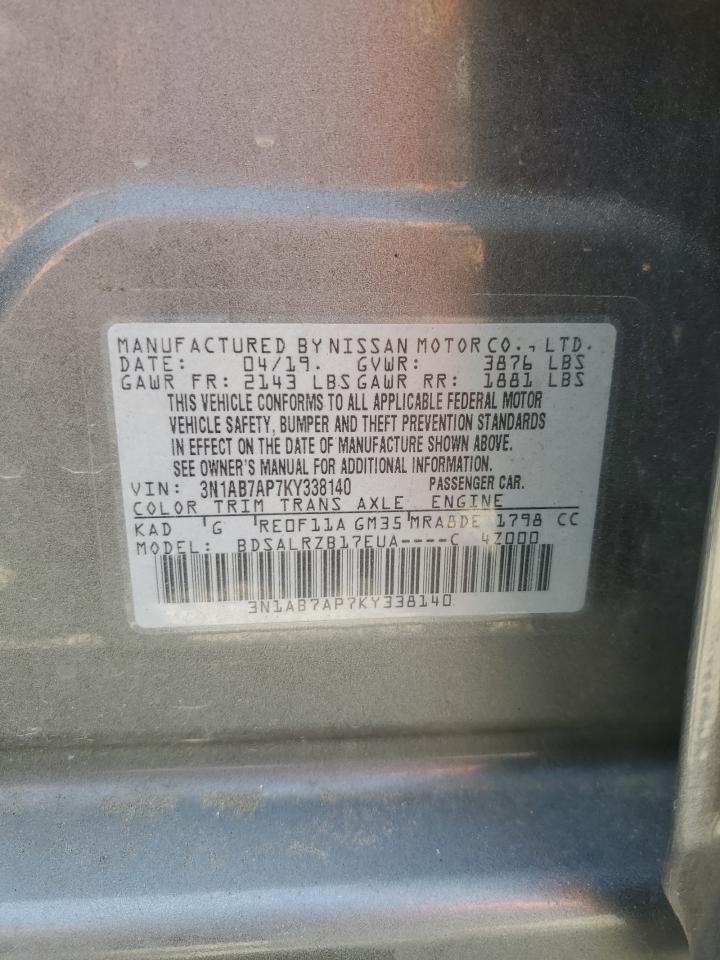 MANUFACTURED BY NISSAN MOTOR CO., LTD.
DATE: 04/19. GVWR: 3876 LBS
GAWR FR: 2143 LBS GAWR RR: 1881 LBS
THIS VEHICLE CONFORMS TO ALL APPLICABLE FEDERAL MOTOR
VEHICLE SAFETY, BUMPER AND THEFT PREVENTION STANDARDS
IN EFFECT ON THE DATE OF MANUFACTURE SHOWN ABOVE.
SEE OWNER'S MANUAL FOR ADDITIONAL INFORMATION.
VIN: 3N1AB7AP7KY338140 PASSENGER CAR.
COLOR TRIM TRANS AXLE ENGINE
KAD G RE0F11A GM35 MRA8DE 1798 CC
MODEL: BDSALRZB17EUA----C 4Z000
3N1AB7AP7KY338140